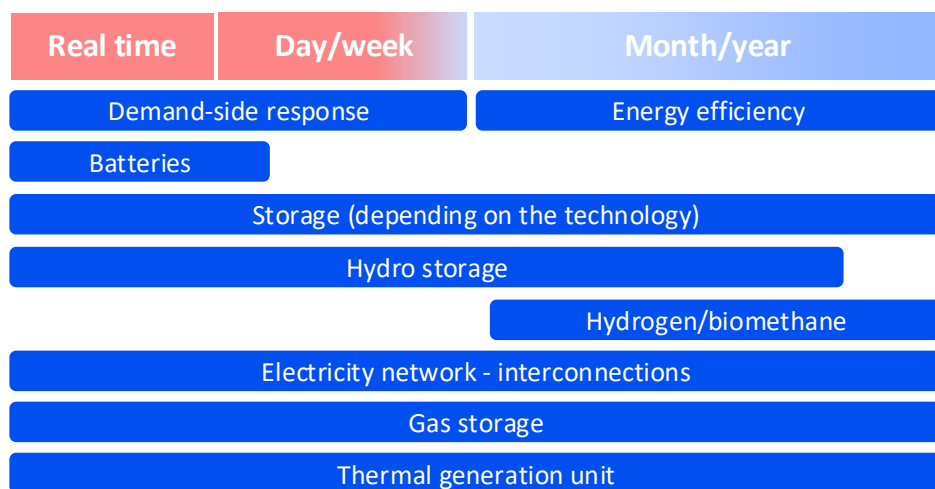 Real time
Day/week
Month/year
Demand-side response
Energy efficiency
Batteries
Storage (depending on the technology)
Hydro storage
Hydrogen/biomethane
Electricity network - interconnections
Gas storage
Thermal generation unit